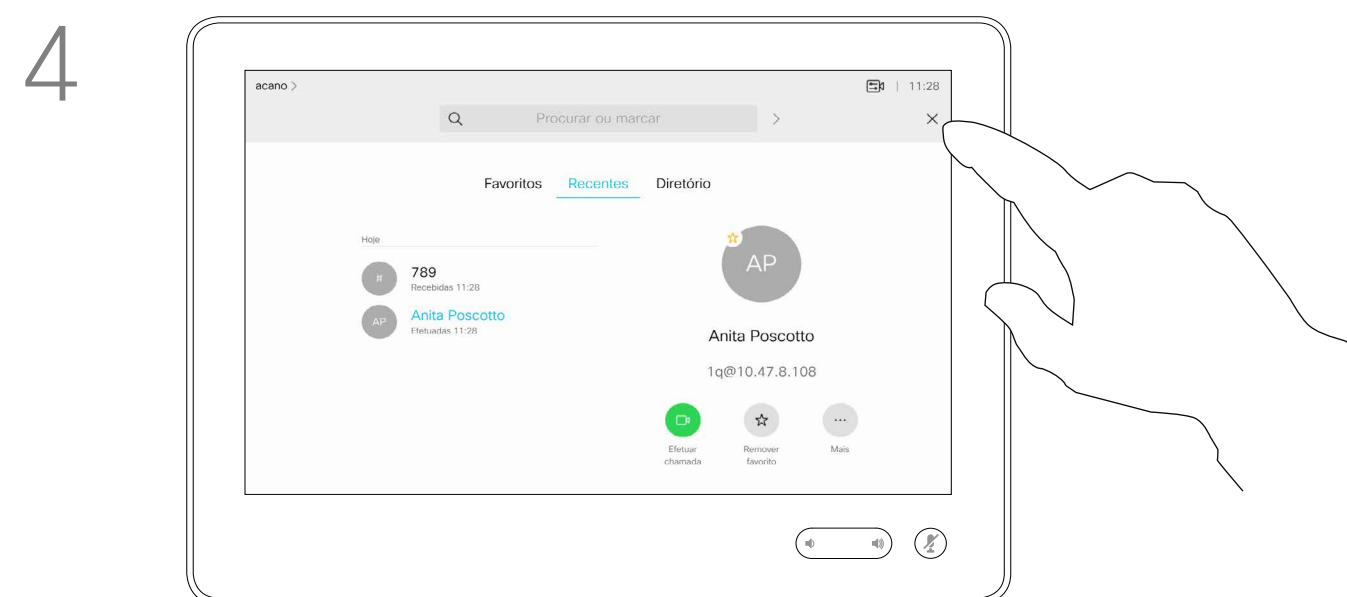 4
acano >
11:28
Procurar ou marcar
Favoritos Recentes Diretório
Hoje
# 789
Recebidas 11:28
AP Anita Poscotto
Efetuadas 11:28
AP
Anita Poscotto
1q@10.47.8.108
Efetuar chamada
Remover favorito
Mais